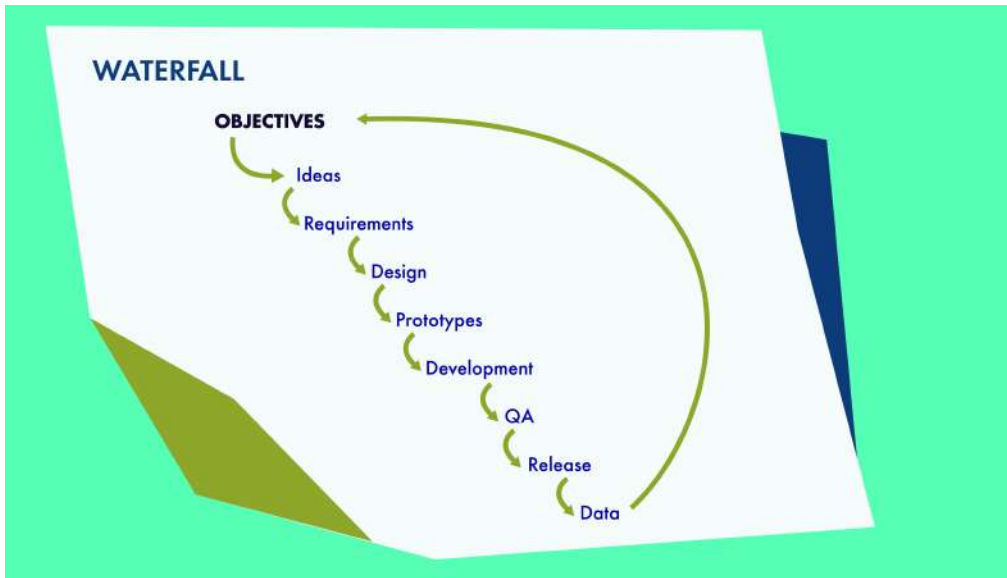 WATERFALL
OBJECTIVES
Ideas
Requirements
Design
Prototypes
Development
QA
Release
Data